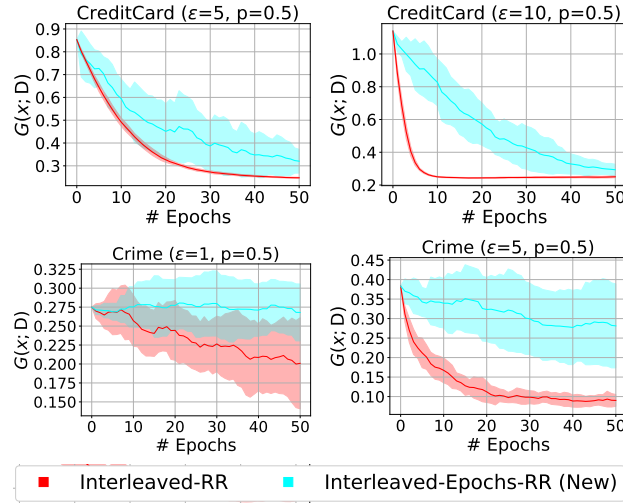 CreditCard (ε=5, p=0.5)
G(x; D)
0.9
0.8
0.7
0.6
0.5
0.4
0.3
0 10 20 30 40 50
# Epochs
CreditCard (ε=10, p=0.5)
1.0
0.8
0.6
0.4
0.2
0 10 20 30 40 50
# Epochs
Crime (ε=1, p=0.5)
G(x; D)
0.325
0.300
0.275
0.250
0.225
0.200
0.175
0.150
0 10 20 30 40 50
# Epochs
Crime (ε=5, p=0.5)
G(x; D)
0.45
0.40
0.35
0.30
0.25
0.20
0.15
0.10
0 10 20 30 40 50
# Epochs
Interleaved-RR Interleaved-Epochs-RR (New)